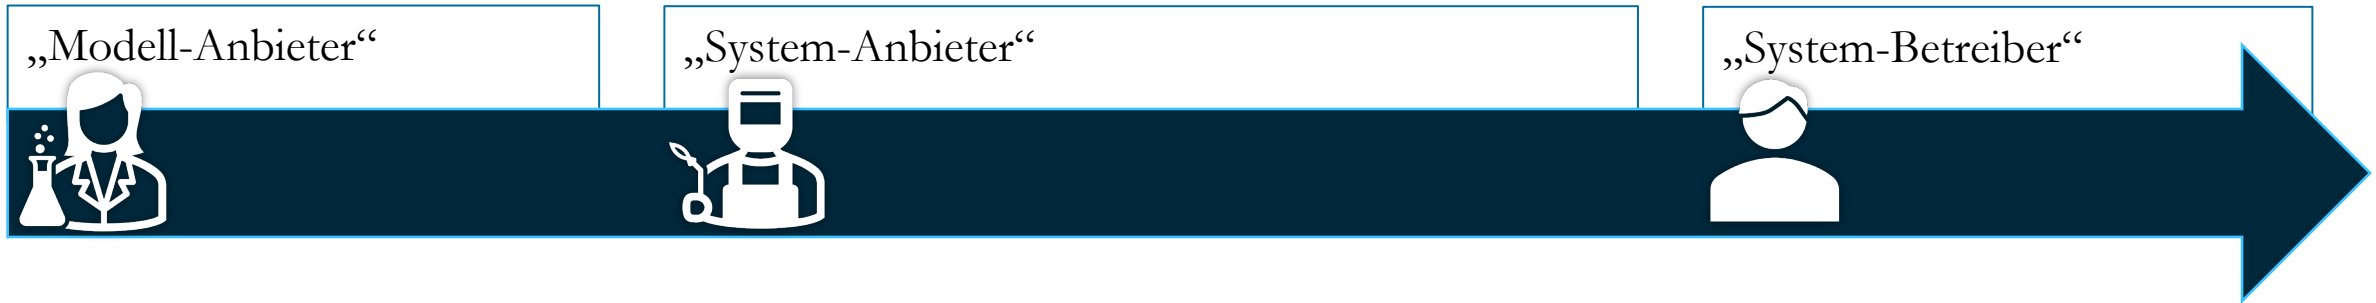 „Modell-Anbieter“
„System-Anbieter“
„System-Betreiber“